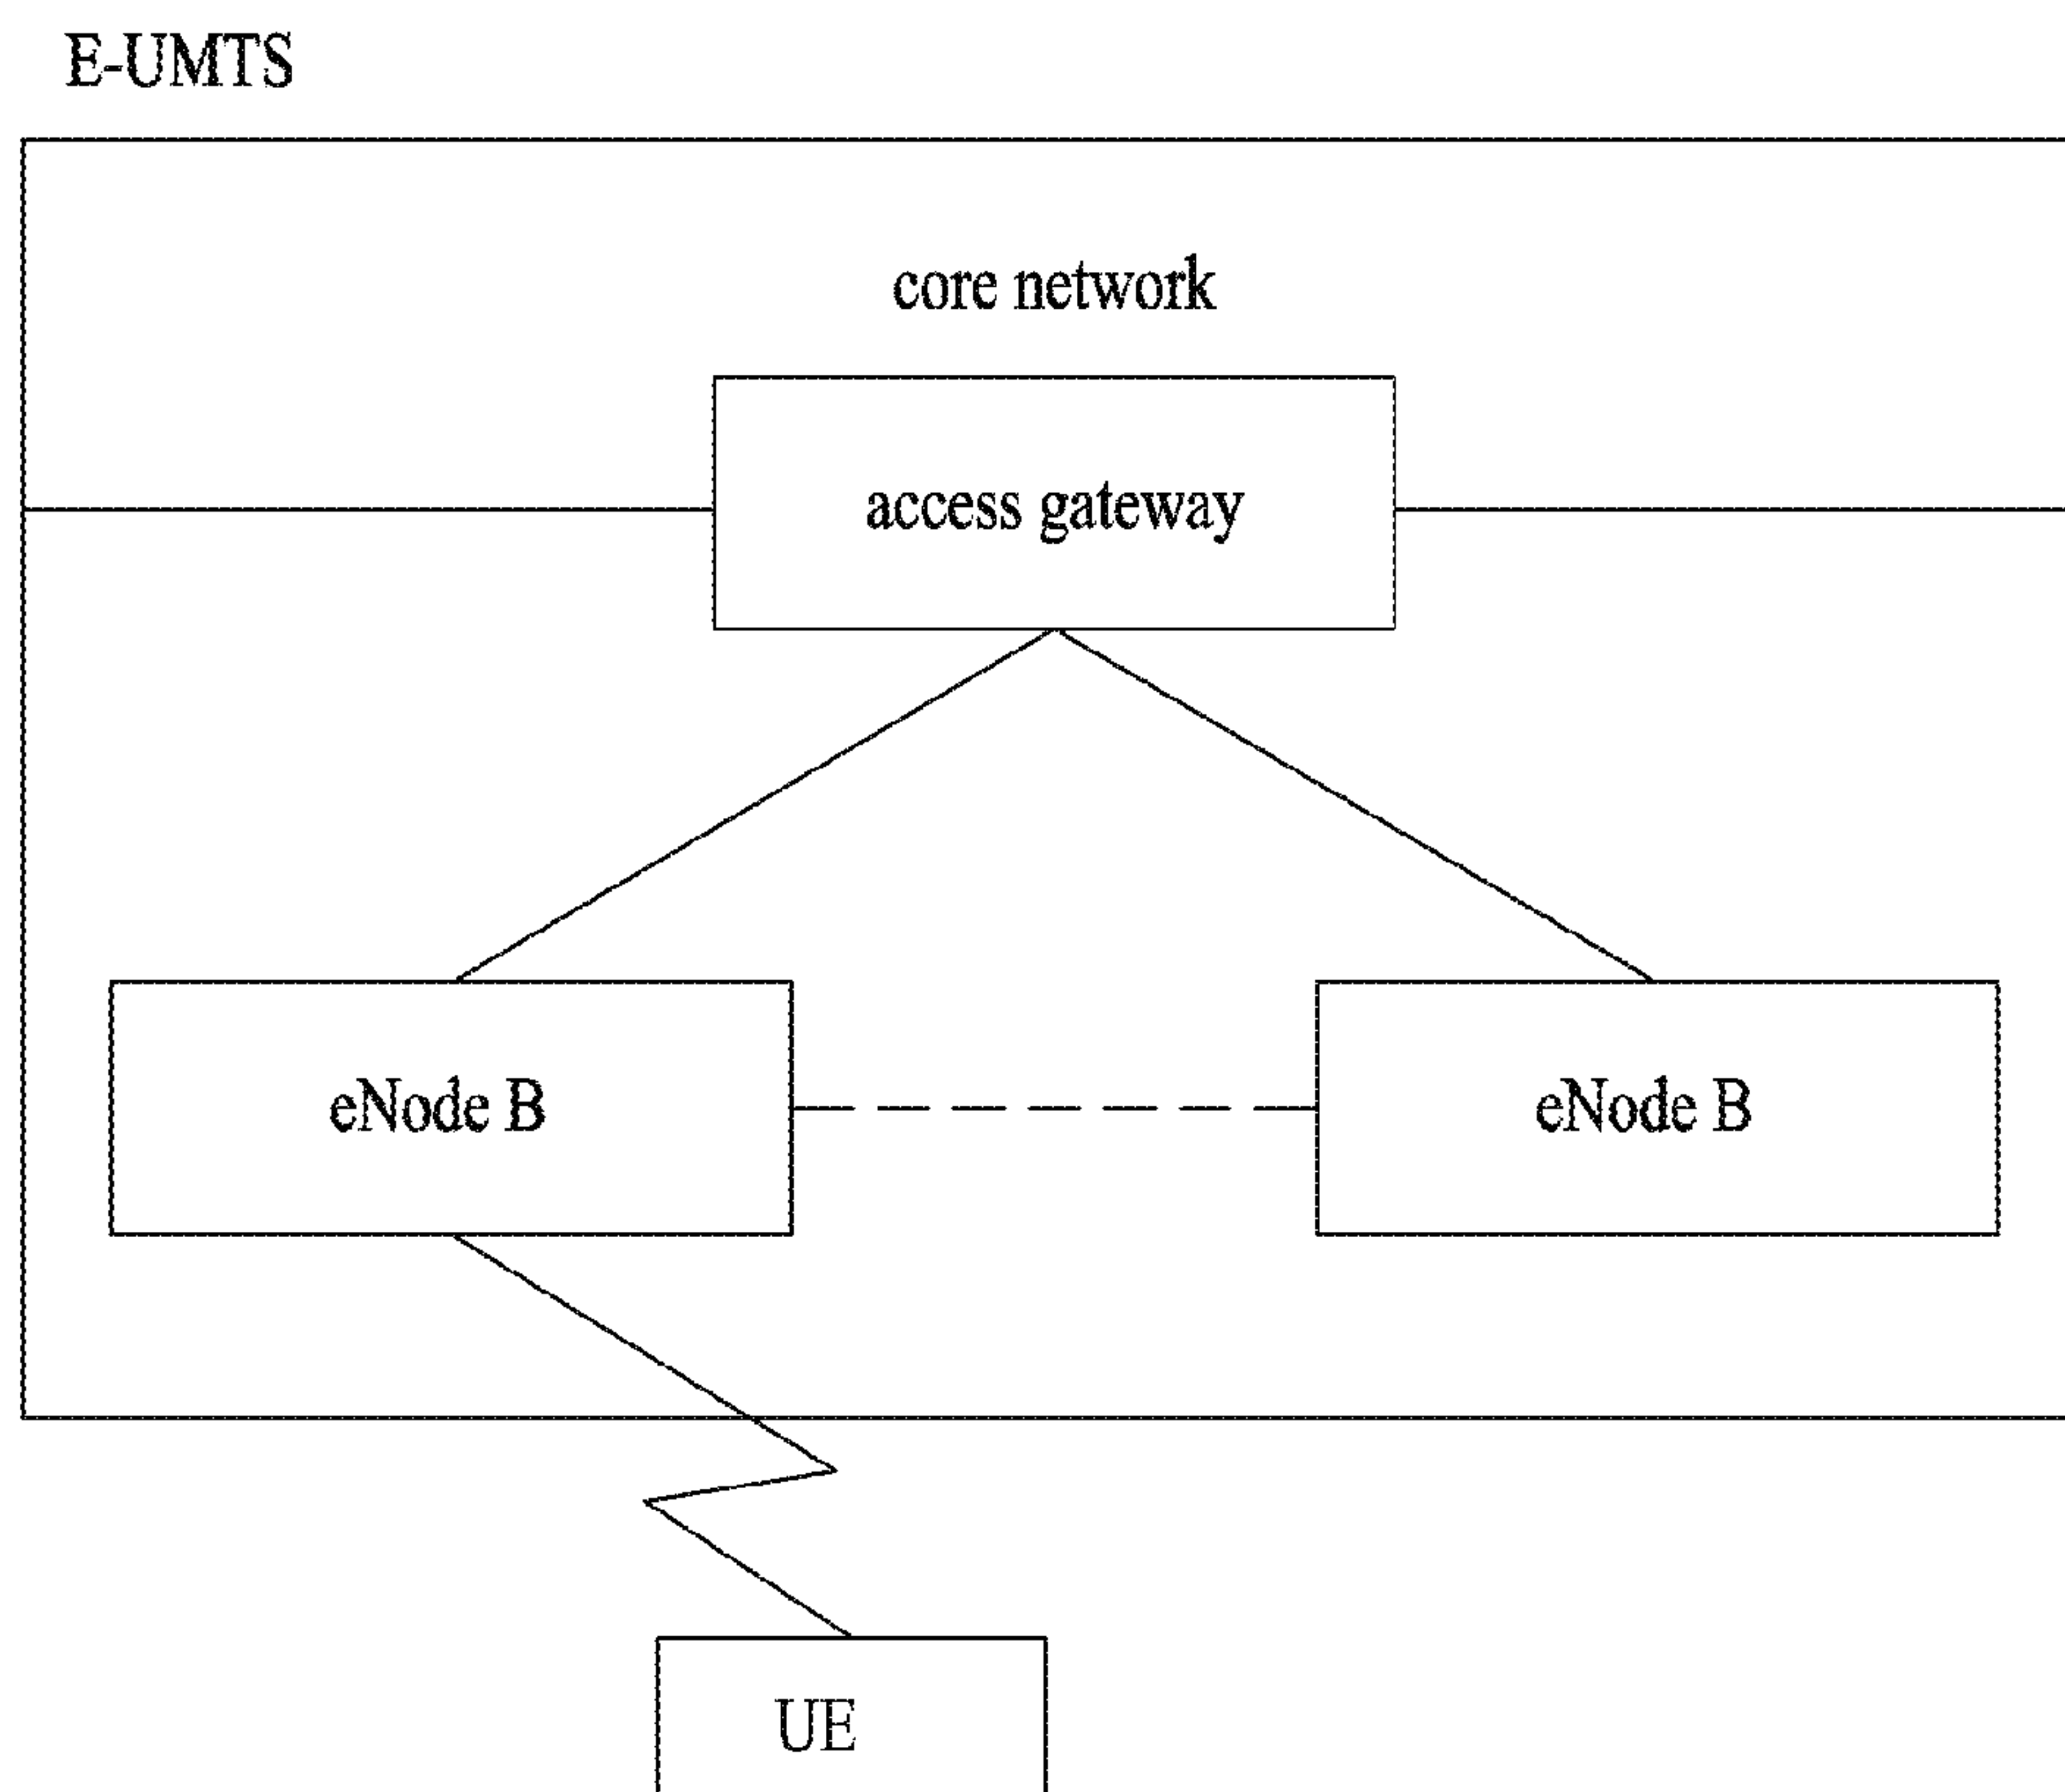 E-UMTS
core network
access gateway
eNode B
eNode B
UE